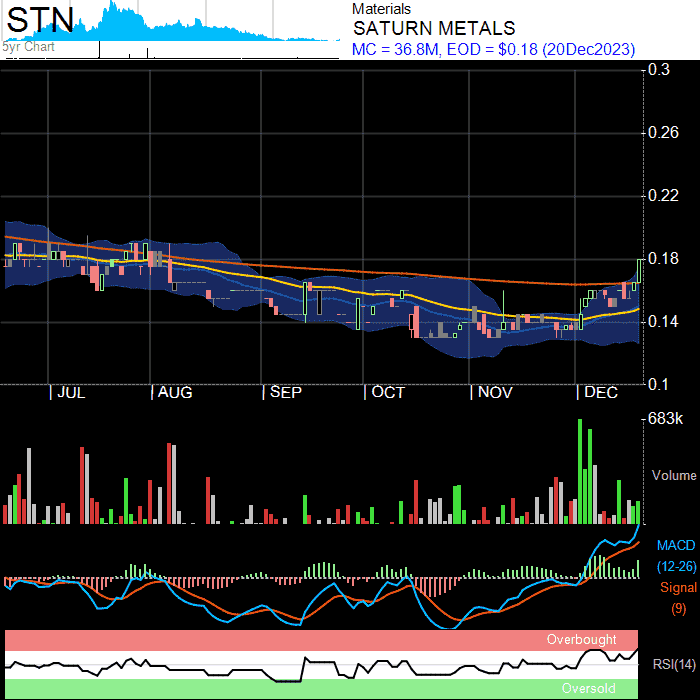 STN
5yr Chart
Materials
SATURN METALS
MC = 36.8M, EOD = $0.18 (20Dec2023)
0.3
0.26
0.22
0.18
0.14
0.1
JUL
AUG
SEP
OCT
NOV
DEC
683k
Volume
MACD
(12-26)
Signal
(9)
Overbought
RSI(14)
Oversold